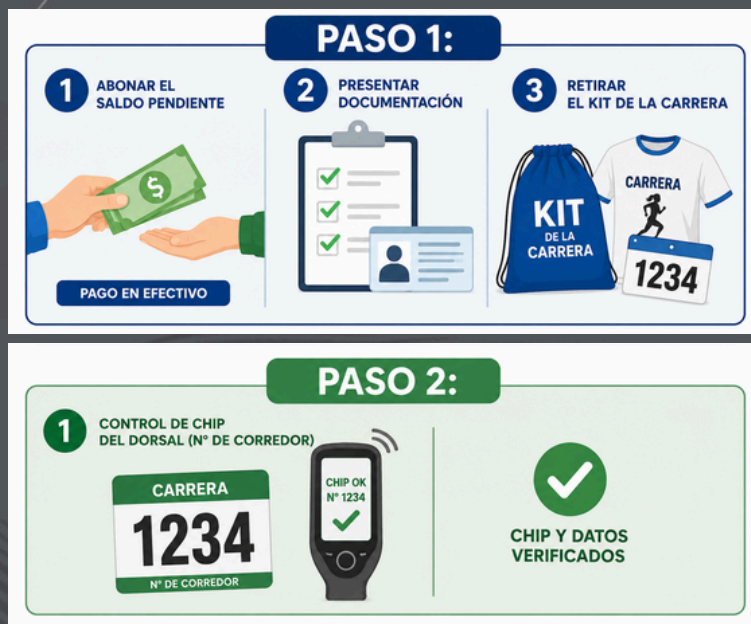 PASO 1:
1
ABONAR EL
SALDO PENDIENTE
$
PAGO EN EFECTIVO
2
PRESENTAR
DOCUMENTACIÓN
3
RETIRAR
EL KIT DE LA CARRERA
KIT
DE LA
CARRERA
CARRERA
1234
PASO 2:
1
CONTROL DE CHIP
DEL DORSAL (N° DE CORREDOR)
CARRERA
1234
N° DE CORREDOR
CHIP OK
N° 1234
CHIP Y DATOS
VERIFICADOS